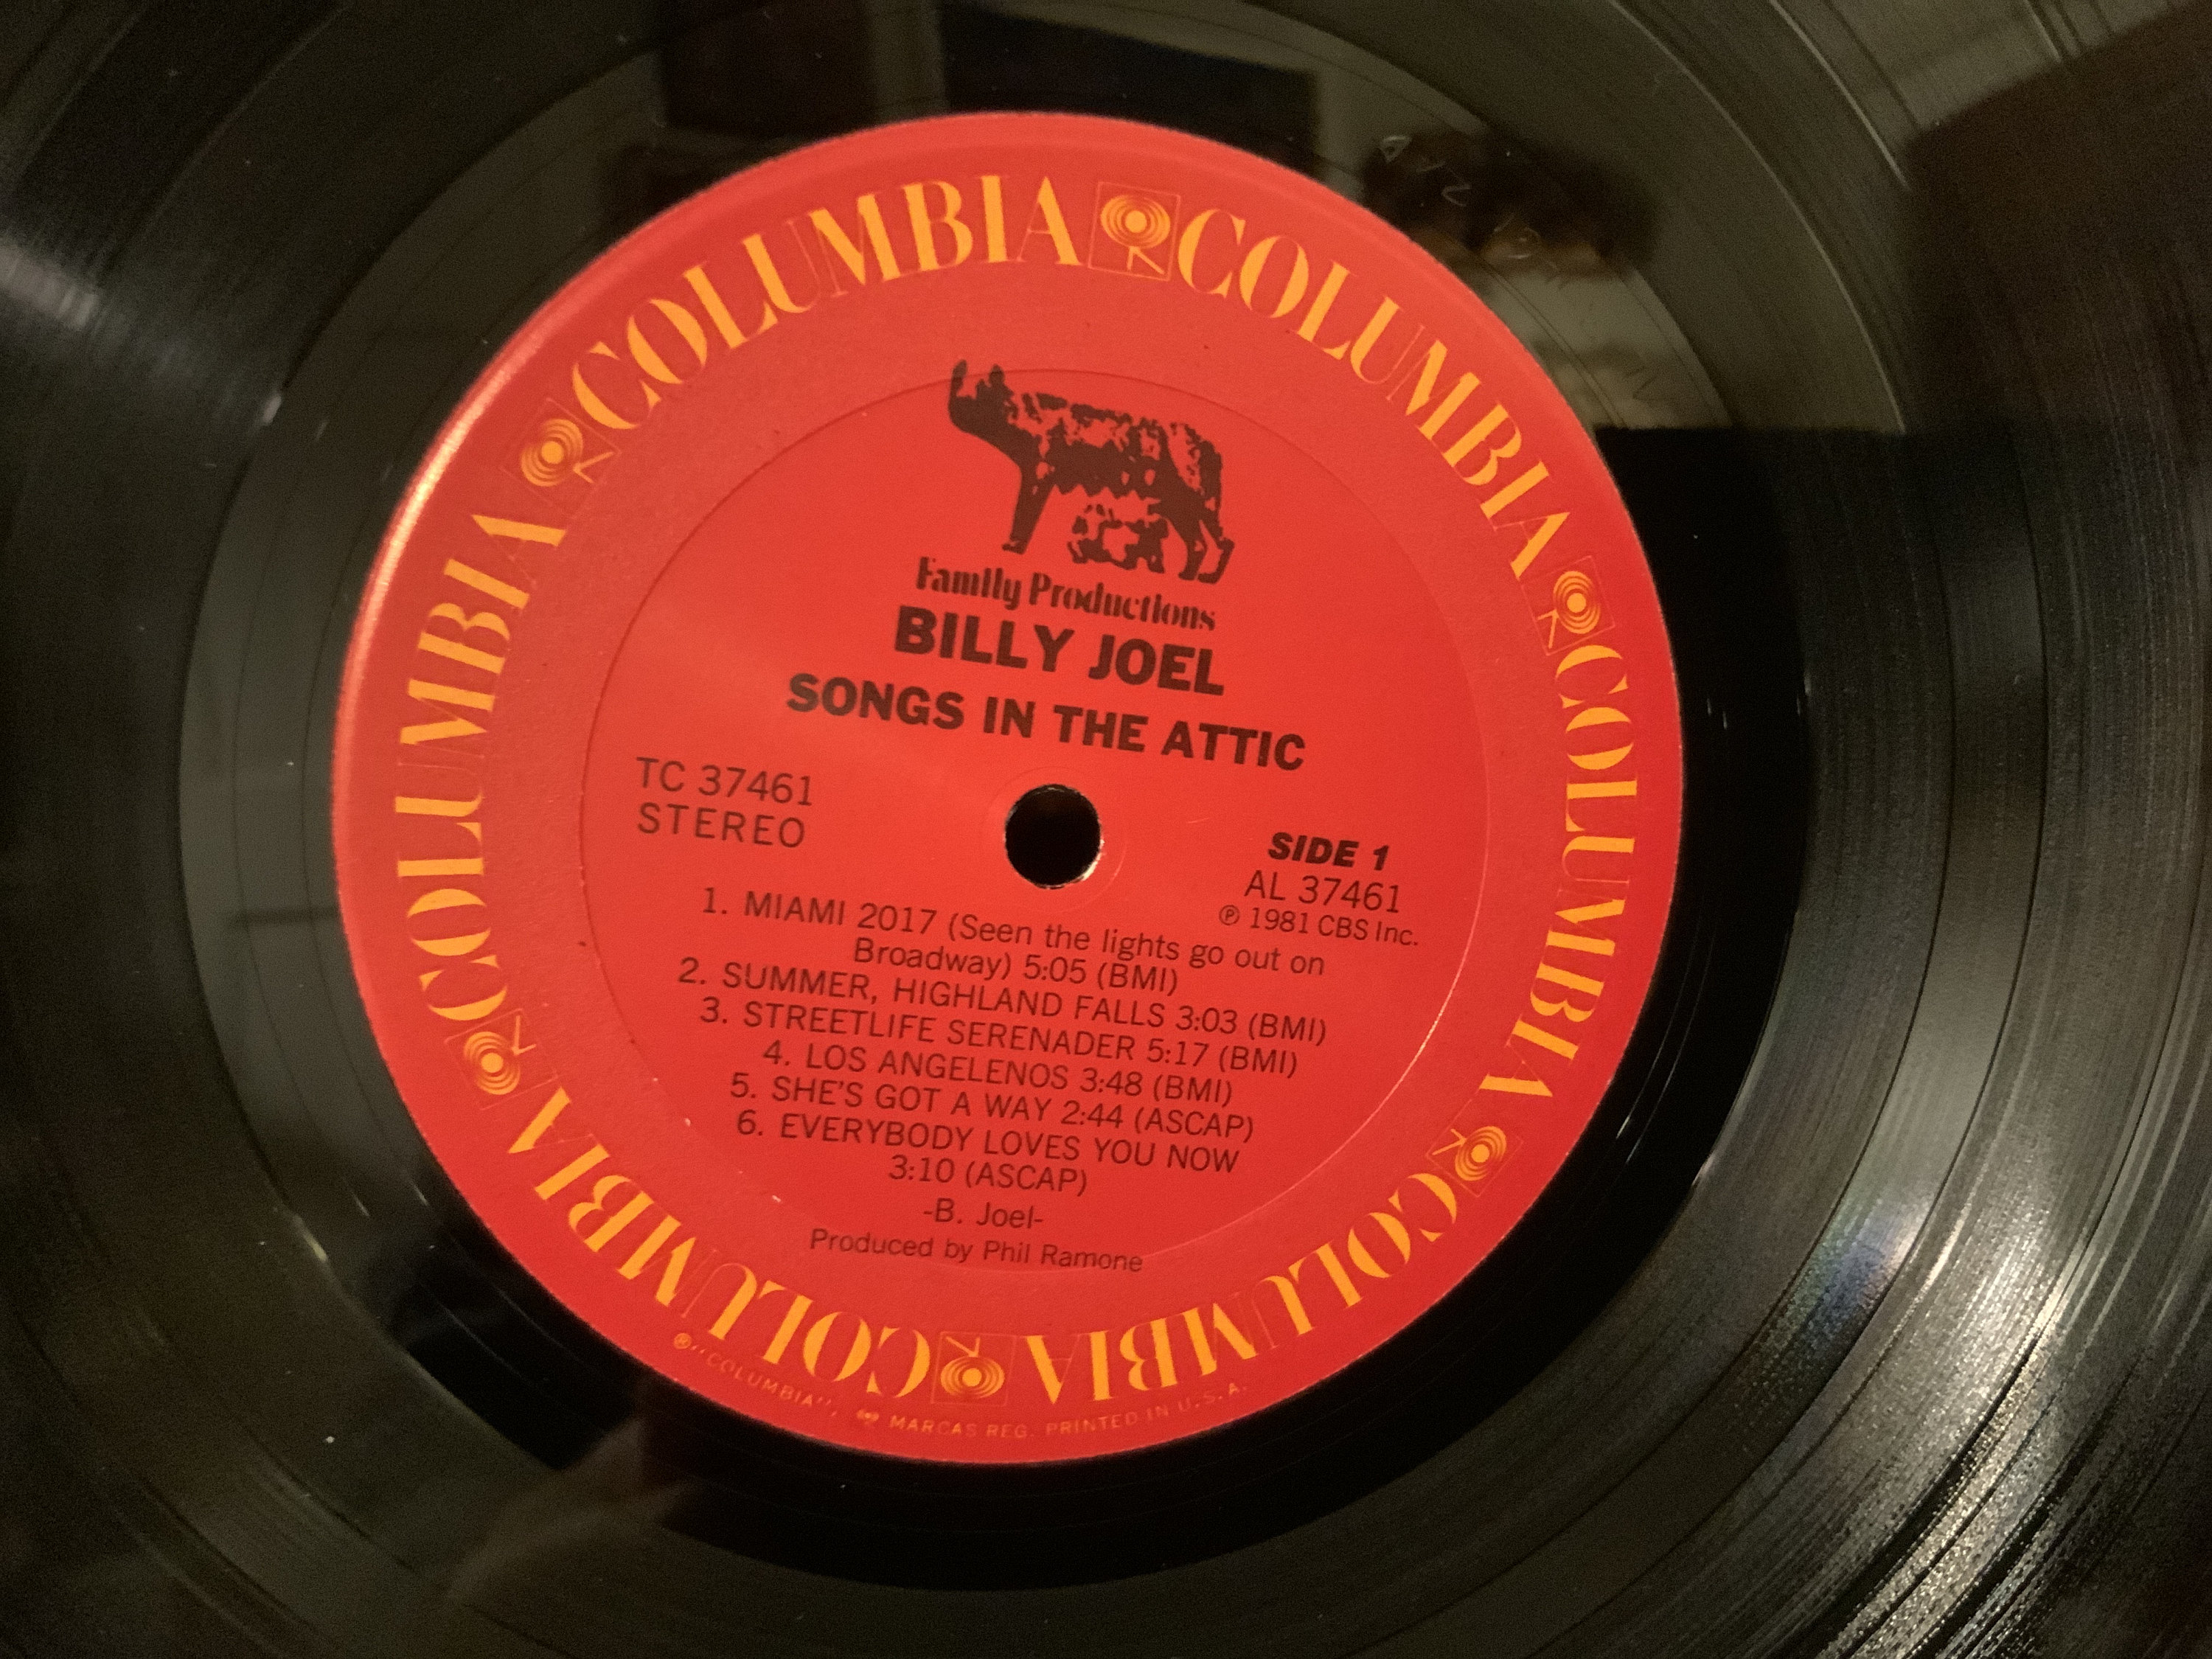 COLUMBIA COLUMBIA COLUMBIA COLUMBIA COLUMBIA COLUMBIA COLUMBIA
Family Productions
BILLY JOEL
SONGS IN THE ATTIC
TC 37461
STEREO
SIDE 1
AL 37461
℗ 1981 CBS Inc.
1. MIAMI 2017 (Seen the lights go out on
Broadway) 5:05 (BMI)
2. SUMMER, HIGHLAND FALLS 3:03 (BMI)
3. STREETLIFE SERENADER 5:17 (BMI)
4. LOS ANGELENOS 3:48 (BMI)
5. SHE'S GOT A WAY 2:44 (ASCAP)
6. EVERYBODY LOVES YOU NOW
3:10 (ASCAP)
-B. Joel-
Produced by Phil Ramone
® "COLUMBIA", MARCAS REG. PRINTED IN U.S.A.